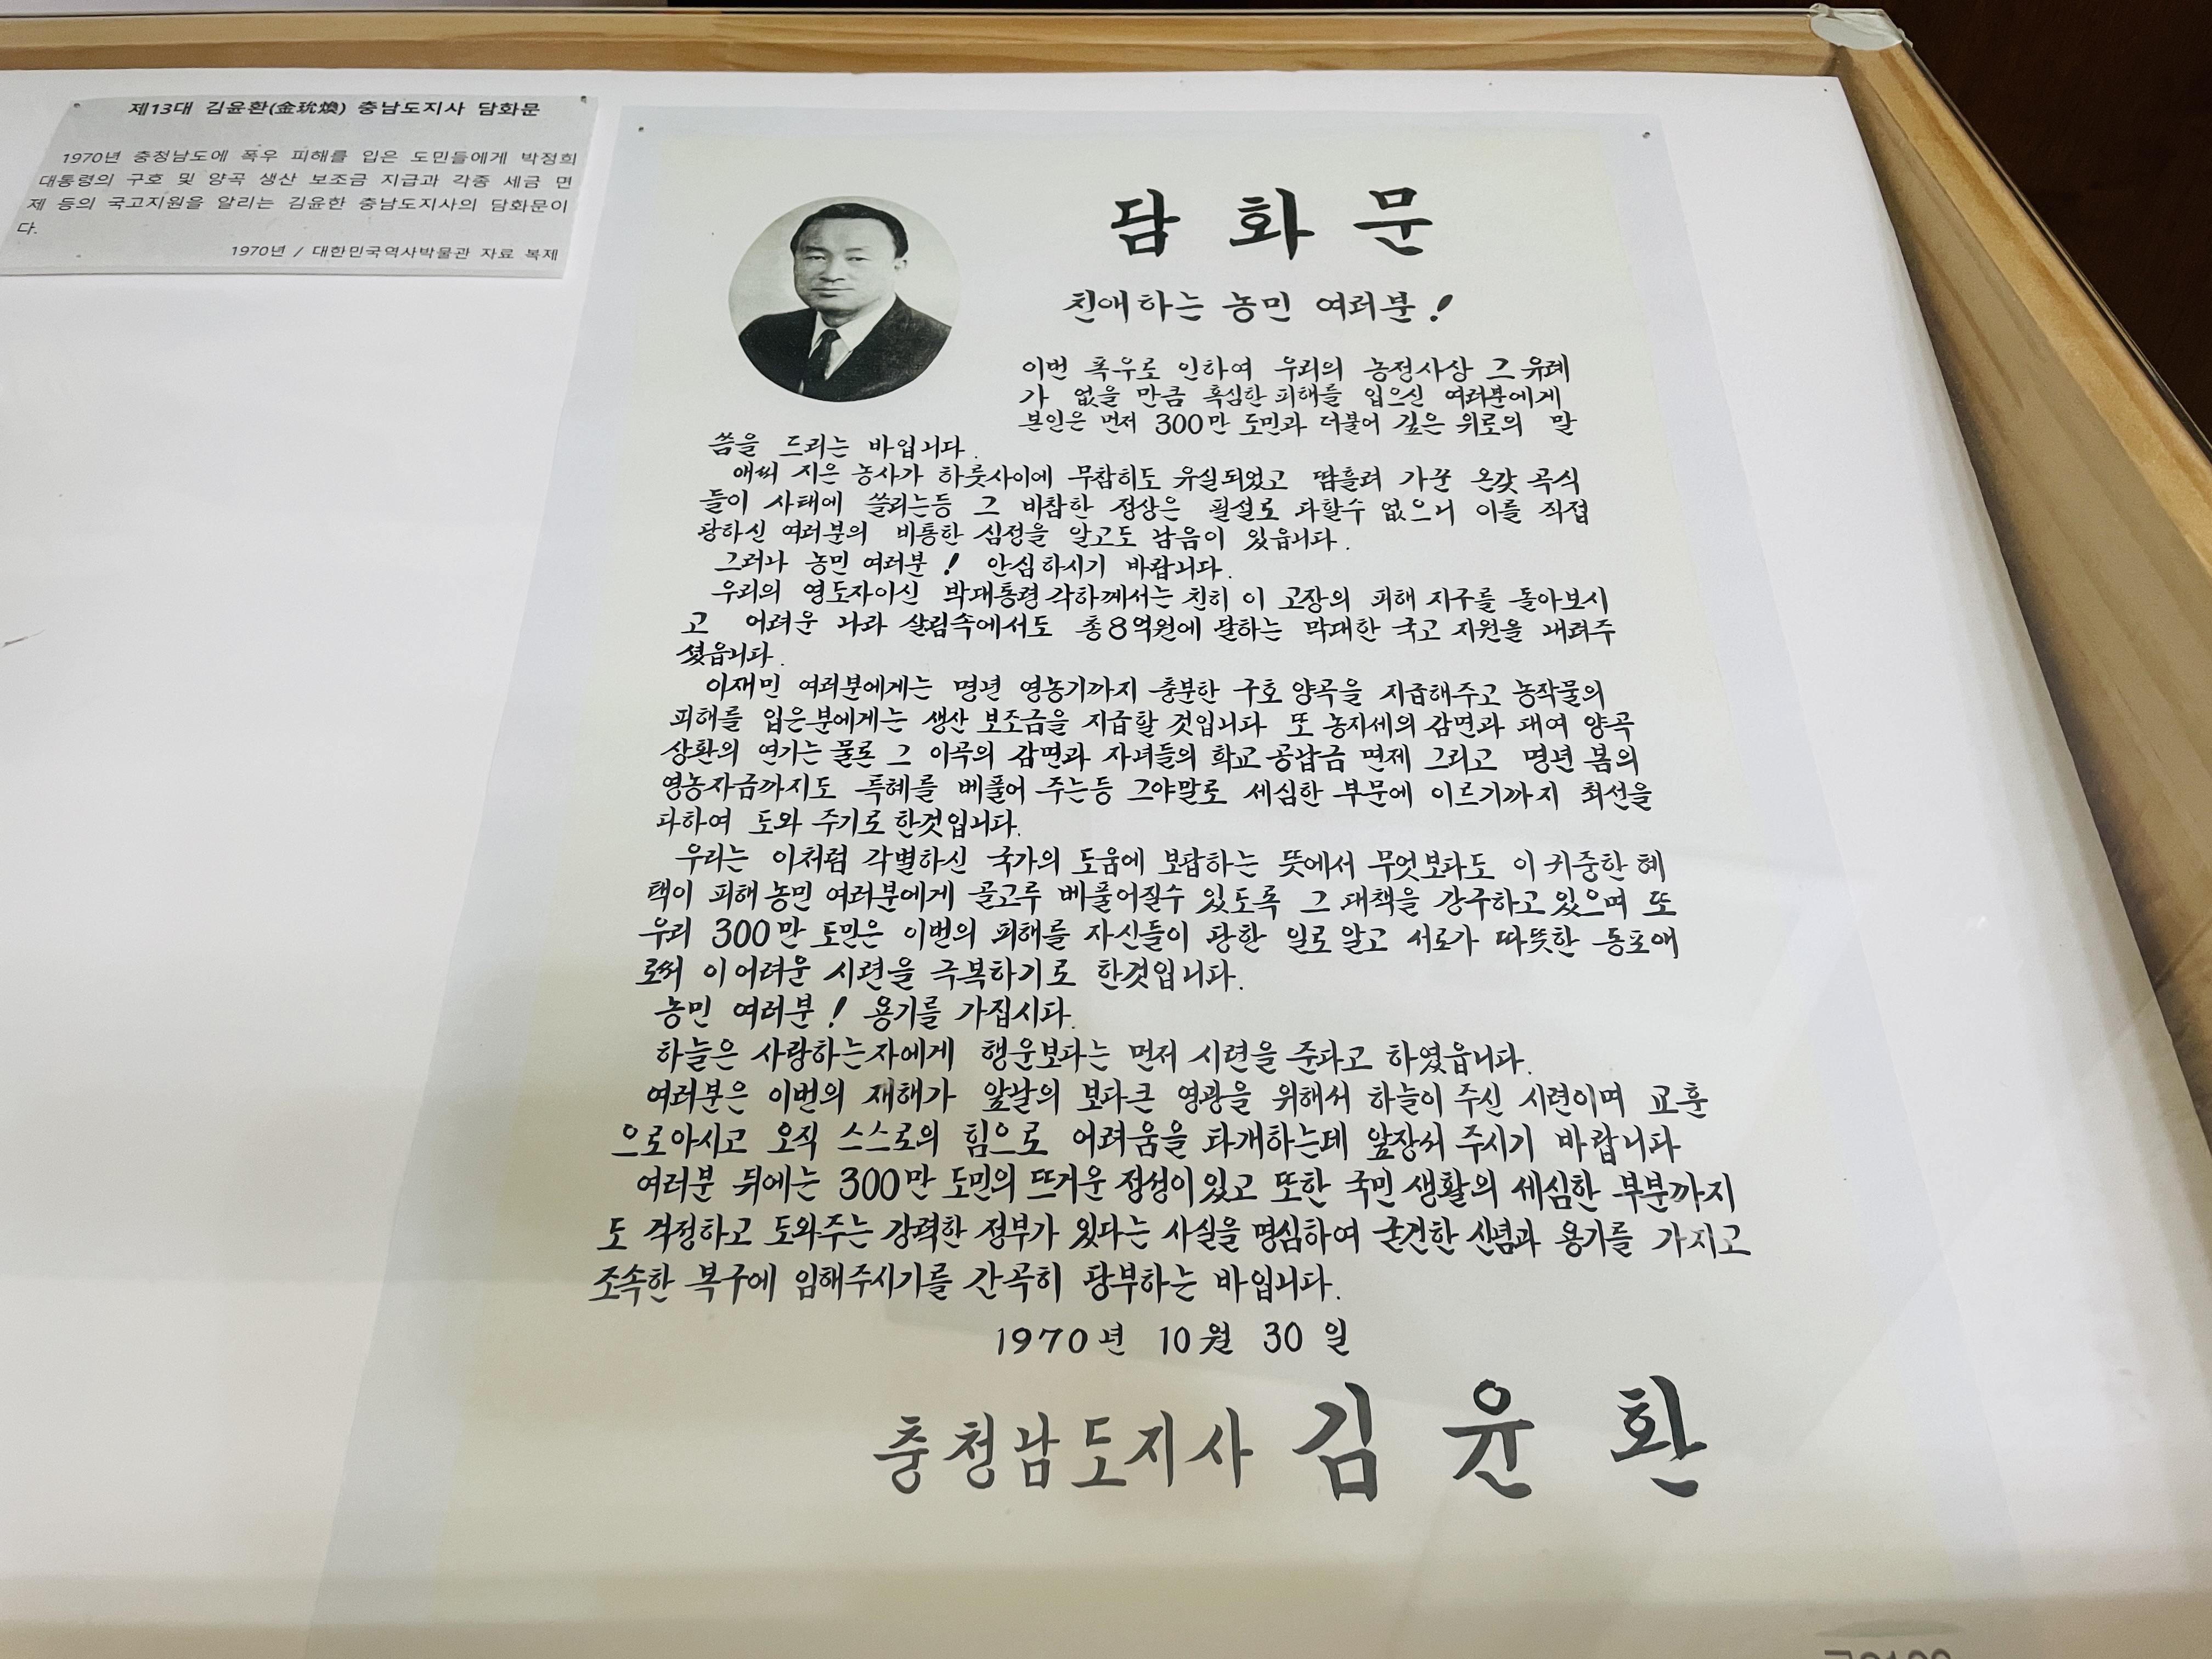 제13대 김윤환(金玧煥) 충남도지사 담화문
1970년 충청남도에 폭우 피해를 입은 도민들에게 박정희
대통령의 구호 및 양곡 생산 보조금 지급과 각종 세금 면
제 등의 국고지원을 알리는 김윤한 충남도지사의 담화문이
다.
1970년 / 대한민국역사박물관 자료 복제
담 화 문
친애하는 농민 여러분 !
이번 폭우로 인하여 우리의 농정사상 그 유례
가 없을 만큼 혹심한 피해를 입으신 여러분에게
본인은 먼저 300만 도민과 더불어 깊은 위로의 말
씀을 드리는 바입니다.
애써 지은 농사가 하룻사이에 무참히도 유실되었고 땀흘려 가꾼 온갖 곡식
들이 사태에 쓸리는등 그 비참한 정상은 필설로 다할수 없으니 이를 직접
당하신 여러분의 비통한 심정을 알고도 남음이 있읍니다.
그러나 농민 여러분 ! 안심하시기 바랍니다.
우리의 영도자이신 박대통령 각하께서는 친히 이 고장의 피해 지구를 돌아보시
고 어려운 나라 살림속에서도 총 8억원에 달하는 막대한 국고 지원을 내려주
셨읍니다.
이재민 여러분에게는 명년 영농기까지 충분한 구호 양곡을 지급해주고 농작물의
피해를 입은분에게는 생산 보조금을 지급할 것입니다 또 농지세의 감면과 대여 양곡
상환의 연기는 물론 그 이곡의 감면과 자녀들의 학교 공납금 면제 그리고 명년 봄의
영농자금까지도 특혜를 베풀어 주는등 그야말로 세심한 부문에 이르기까지 최선을
다하여 도와 주기로 한것입니다.
우리는 이처럼 각별하신 국가의 도움에 보답하는 뜻에서 무엇보다도 이 귀중한 혜
택이 피해 농민 여러분에게 골고루 베풀어질수 있도록 그 대책을 강구하고 있으며 또
우리 300만 도민은 이번의 피해를 자신들이 당한 일로 알고 서로가 따뜻한 동포애
로써 이 어려운 시련을 극복하기로 한것입니다.
농민 여러분 ! 용기를 가집시다.
하늘은 사랑하는자에게 행운보다는 먼저 시련을 준다고 하였읍니다.
여러분은 이번의 재해가 앞날의 보다큰 영광을 위해서 하늘이 주신 시련이며 교훈
으로아시고 오직 스스로의 힘으로 어려움을 타개하는데 앞장서 주시기 바랍니다
여러분 뒤에는 300만 도민의 뜨거운 정성이 있고 또한 국민 생활의 세심한 부분까지
도 걱정하고 도와주는 강력한 정부가 있다는 사실을 명심하여 굳건한 신념과 용기를 가지고
조속한 복구에 임해주시기를 간곡히 당부하는 바입니다.
1970년 10월 30일
충청남도지사 김 윤 환